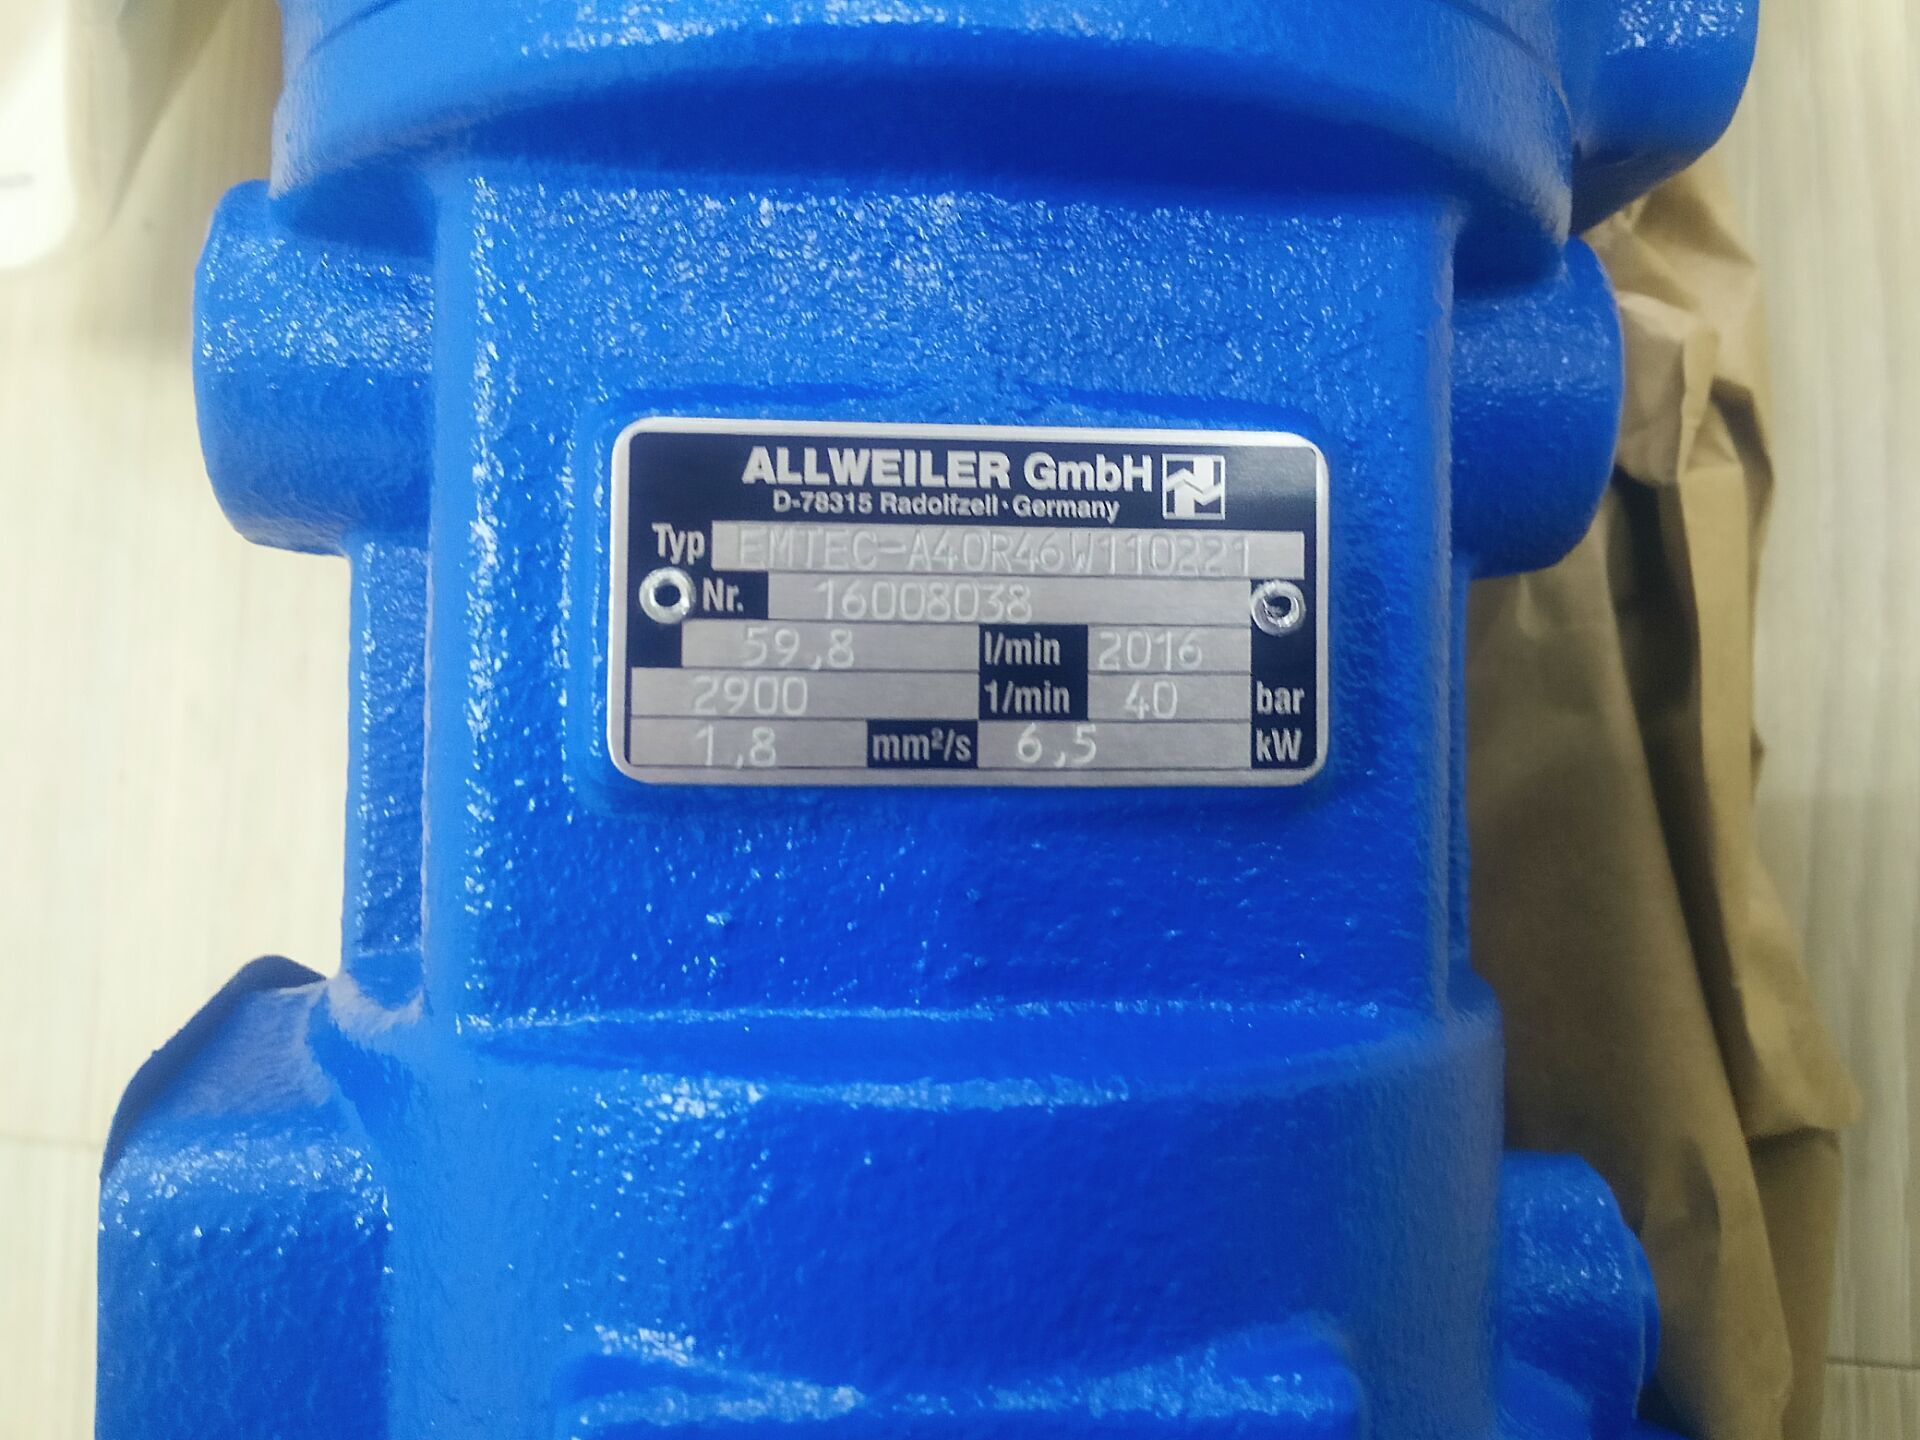 ALLWEILER GmbH
D-78315 Radolfzell · Germany
Typ EMTEC-A40R46W110221
Nr. 16008038
59,8 l/min 2016
2900 1/min 40 bar
1,8 mm²/s 6,5 kW